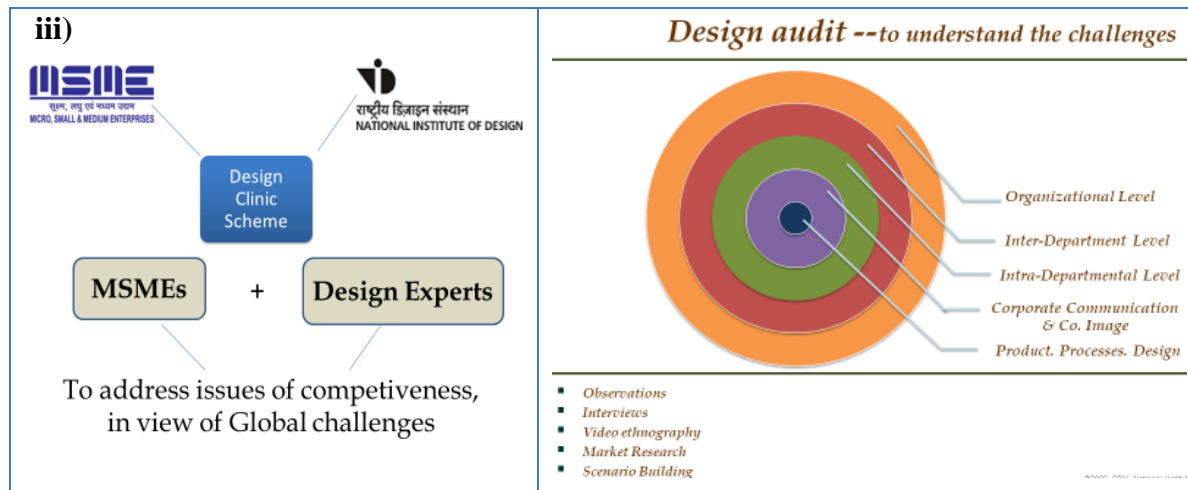 iii)
MSME
सूक्ष्म, लघु एवं मध्यम उद्यम
MICRO, SMALL & MEDIUM ENTERPRISES
राष्ट्रीय डिज़ाइन संस्थान
NATIONAL INSTITUTE OF DESIGN
Design
Clinic
Scheme
MSMEs
+
Design Experts
To address issues of competiveness,
in view of Global challenges
Design audit --to understand the challenges
Organizational Level
Inter-Department Level
Intra-Departmental Level
Corporate Communication
& Co. Image
Product. Processes. Design
Observations
Interviews
Video ethnography
Market Research
Scenario Building